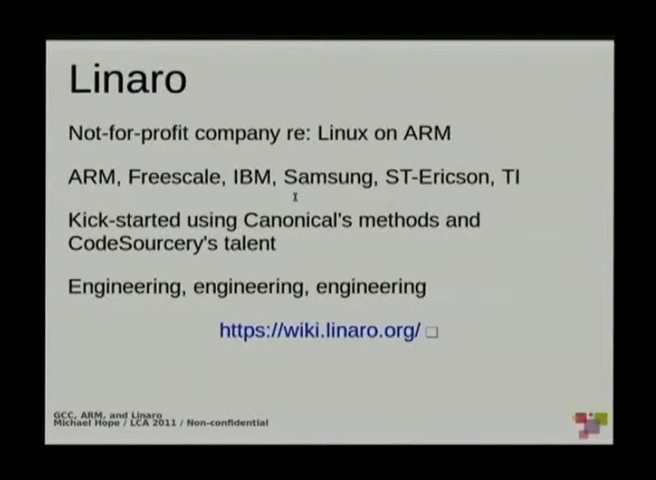 Linaro
Not-for-profit company re: Linux on ARM
ARM, Freescale, IBM, Samsung, ST-Ericson, TI
Kick-started using Canonical's methods and
CodeSourcery's talent
Engineering, engineering, engineering
https://wiki.linaro.org/
GCC, ARM, and Linaro
Michael Hope / LCA 2011 / Non-confidential